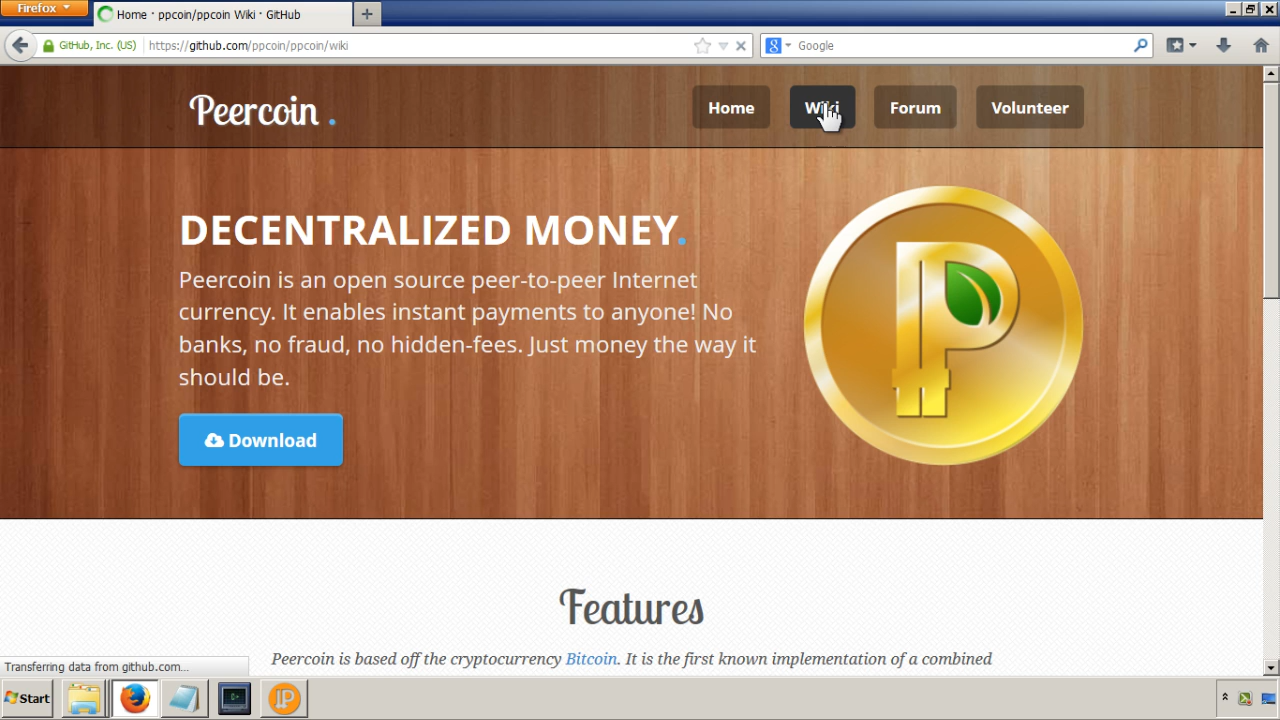 Firefox
Home · ppcoin/ppcoin Wiki · GitHub
GitHub, Inc. (US)
https://github.com/ppcoin/ppcoin/wiki
Google
Peercoin .
Home
Wiki
Forum
Volunteer
DECENTRALIZED MONEY.
Peercoin is an open source peer-to-peer Internet
currency. It enables instant payments to anyone! No
banks, no fraud, no hidden-fees. Just money the way it
should be.
Download
Features
Peercoin is based off the cryptocurrency Bitcoin. It is the first known implementation of a combined
Transferring data from github.com...
Start